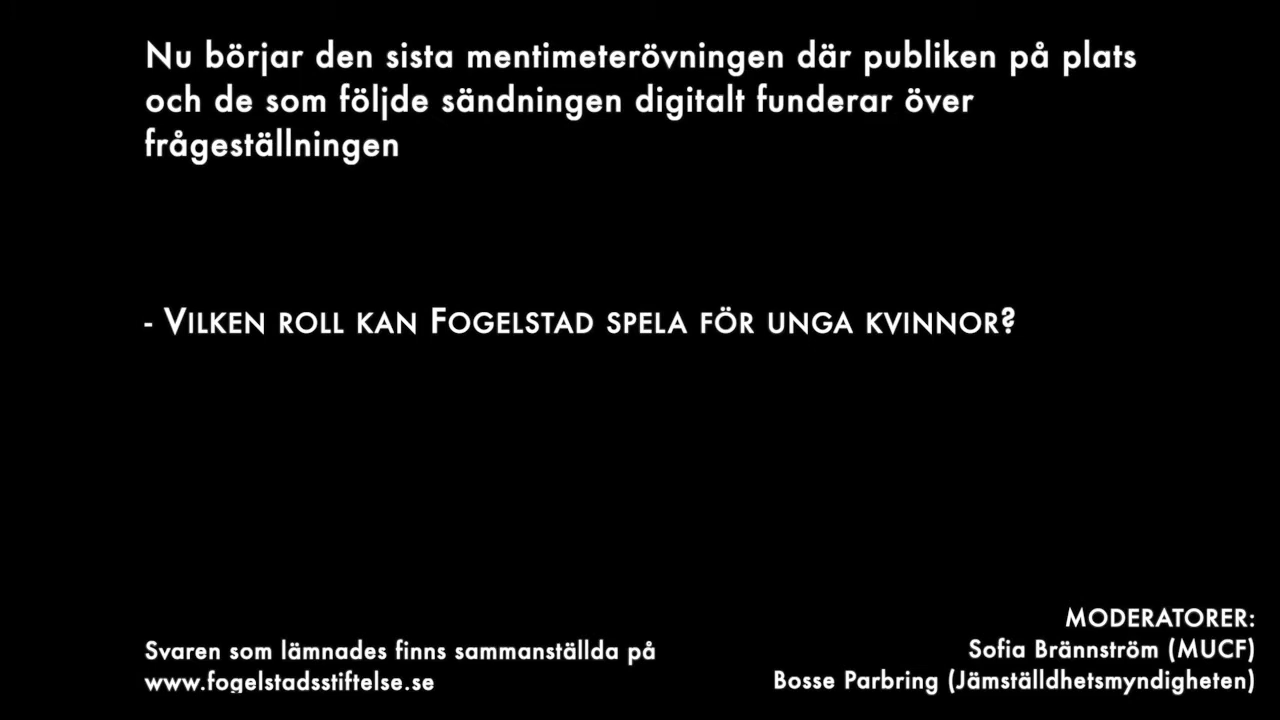 Nu börjar den sista mentimeterövningen där publiken på plats
och de som följde sändningen digitalt funderar över
frågeställningen
- VILKEN ROLL KAN FOGELSTAD SPELA FÖR UNGA KVINNOR?
Svaren som lämnades finns sammanställda på
www.fogelstadsstiftelse.se
MODERATORER:
Sofia Brännström (MUCF)
Bosse Parbring (Jämställdhetsmyndigheten)